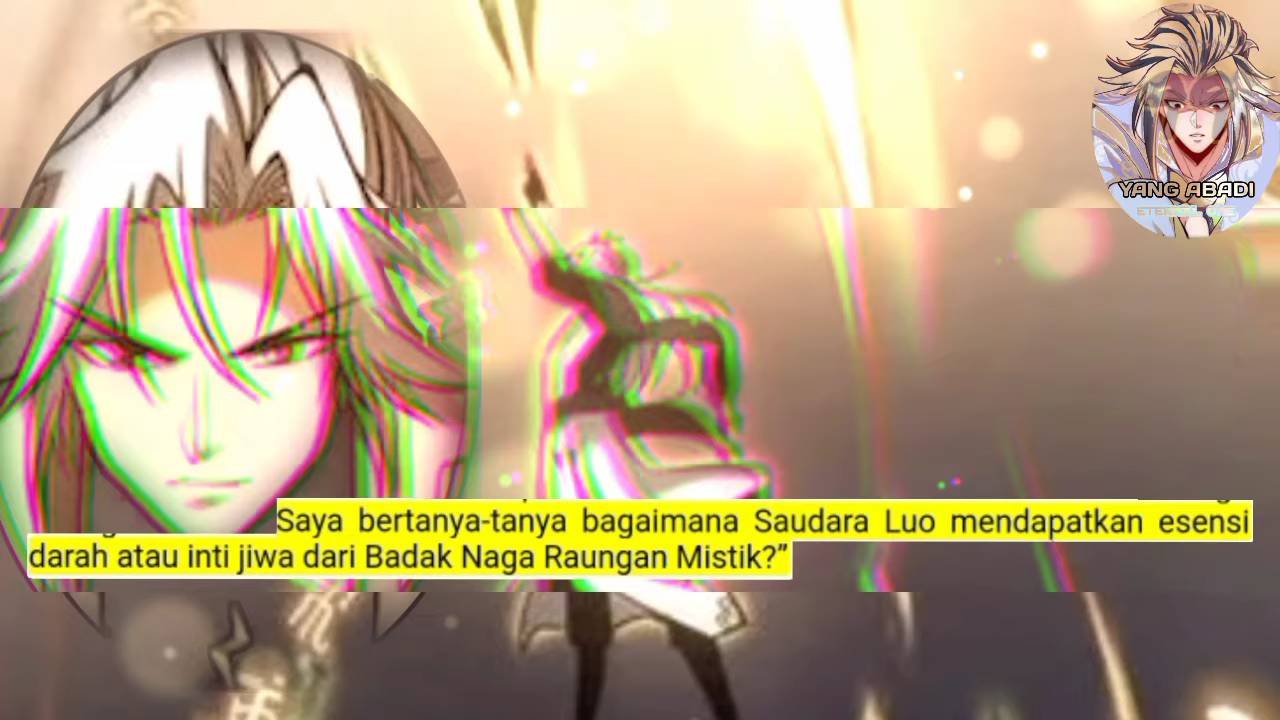 YANG ABADI
Saya bertanya-tanya bagaimana Saudara Luo mendapatkan esensi
darah atau inti jiwa dari Badak Naga Raungan Mistik?”